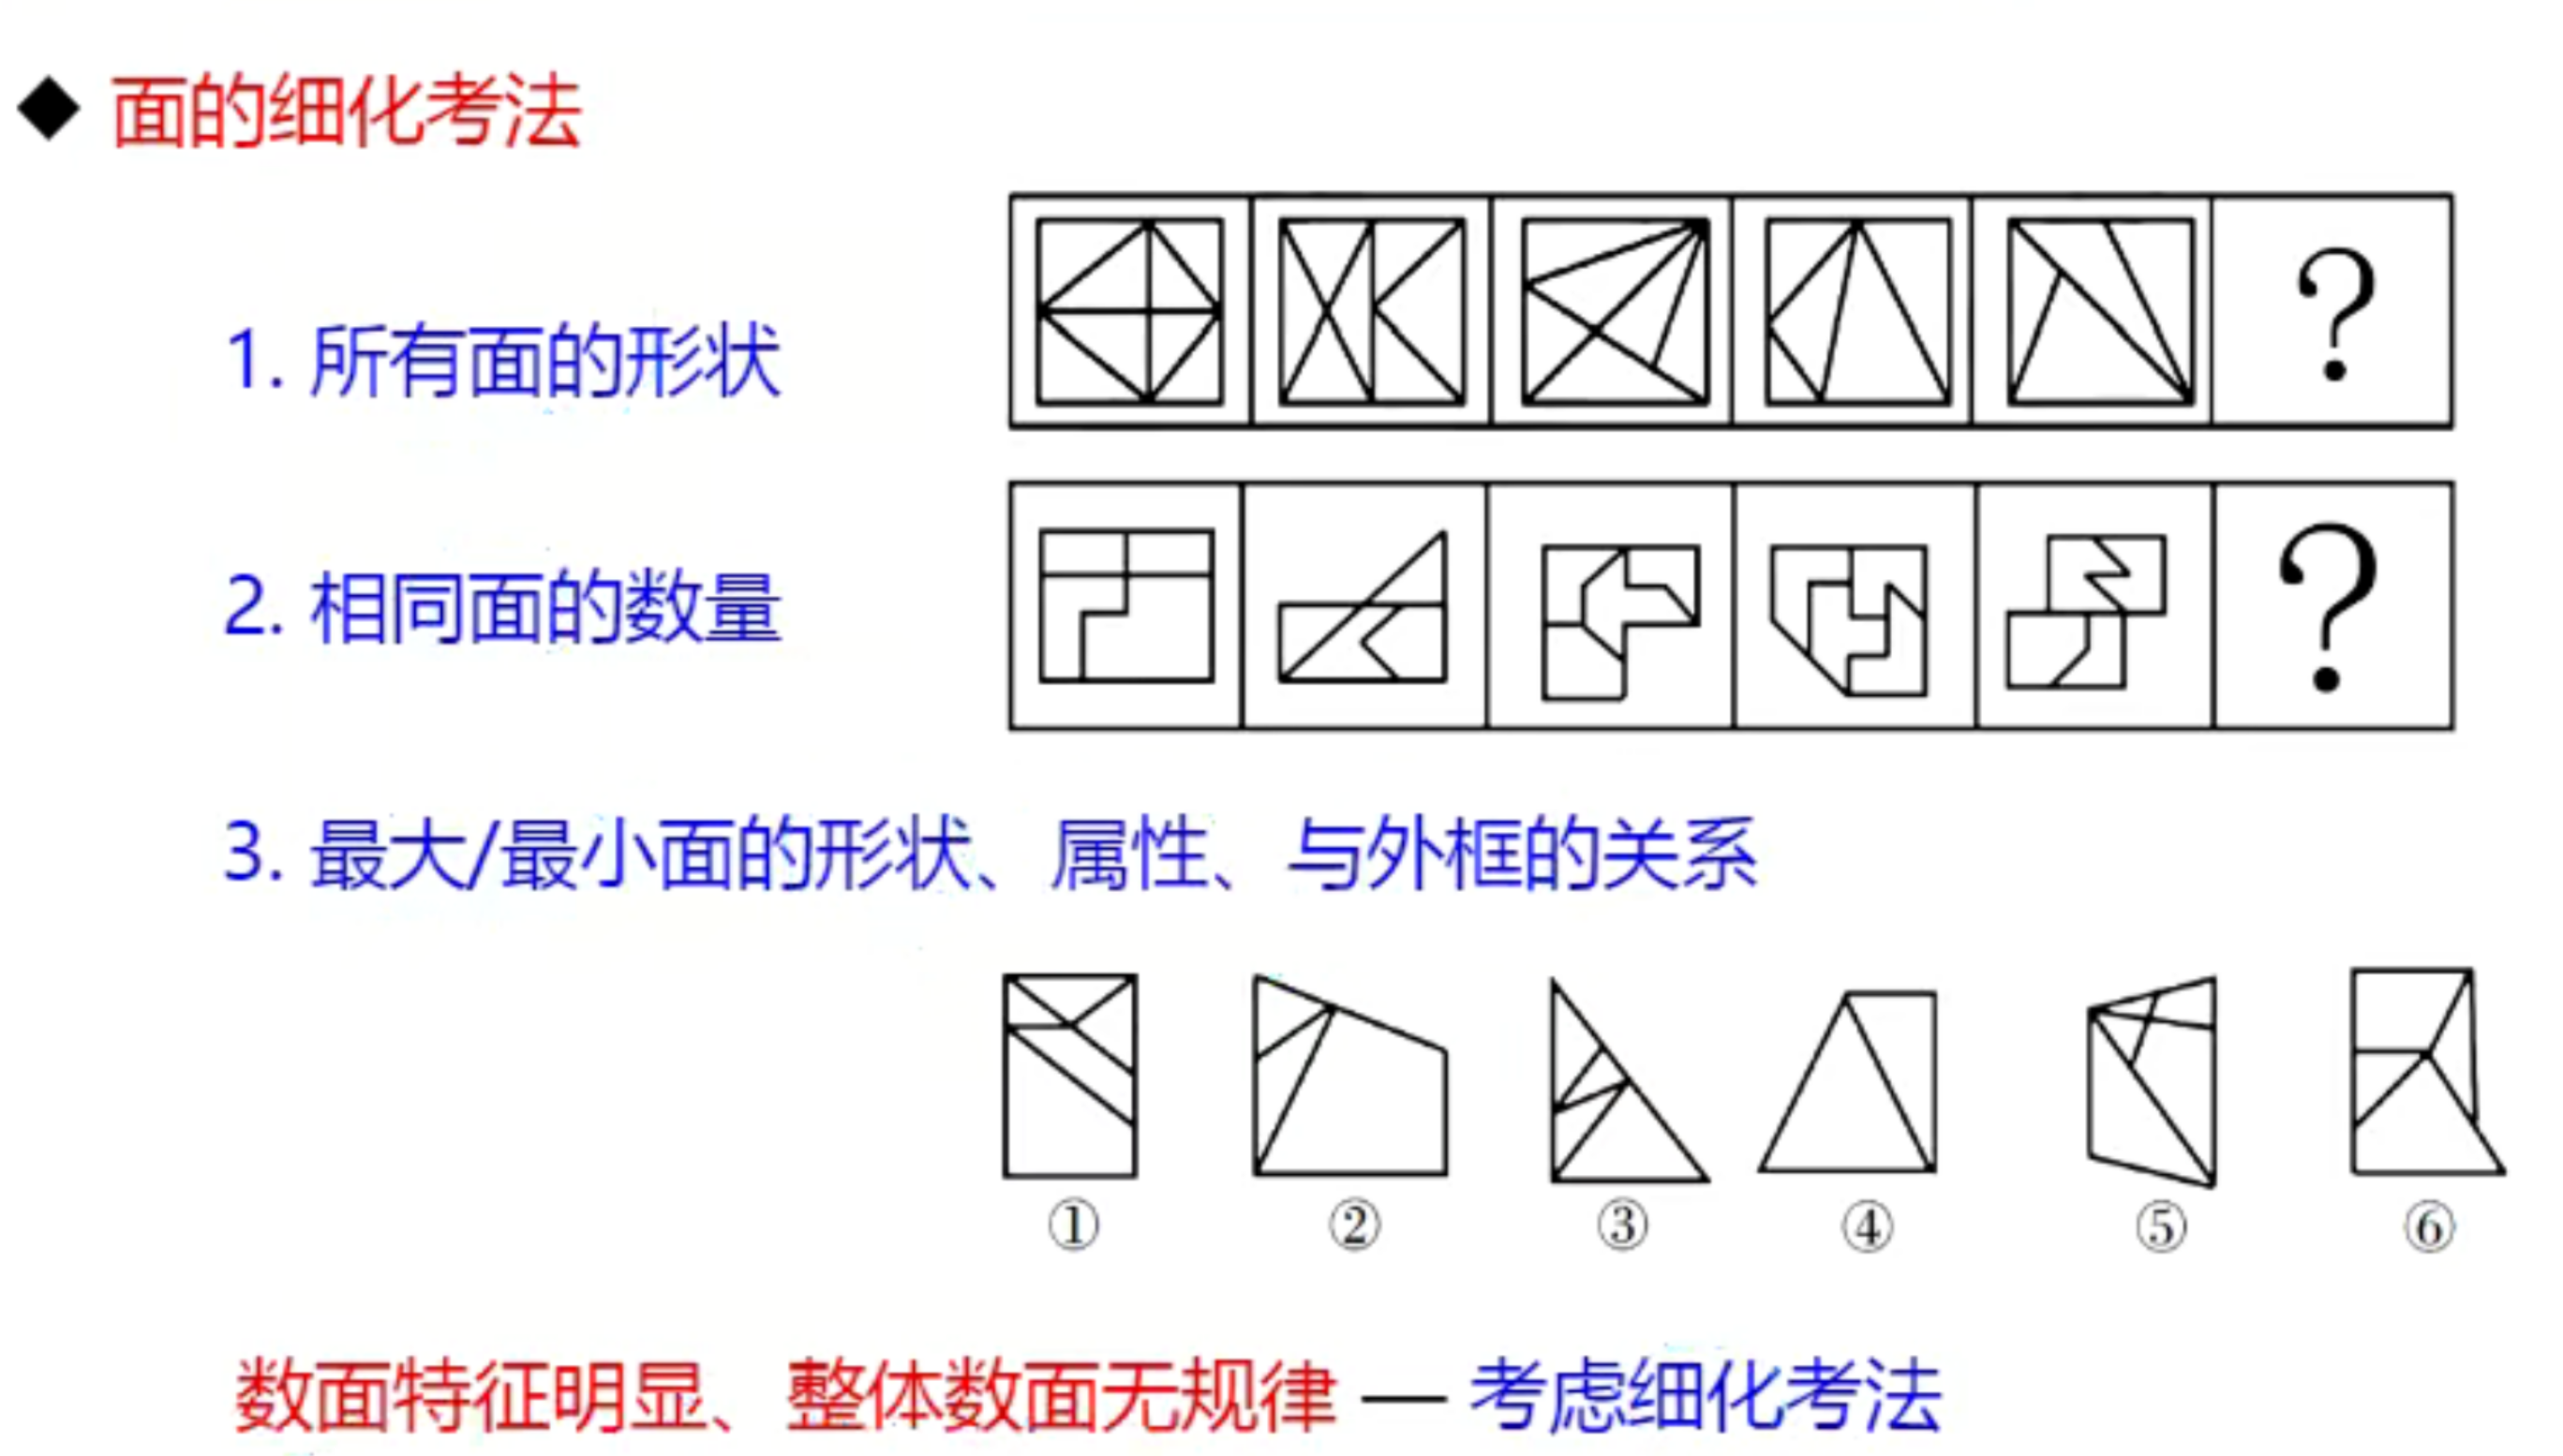 ◆ 面的细化考法
1. 所有面的形状
?
2. 相同面的数量
?
3. 最大/最小面的形状、属性、与外框的关系
① ② ③ ④ ⑤ ⑥
数面特征明显、整体数面无规律 — 考虑细化考法